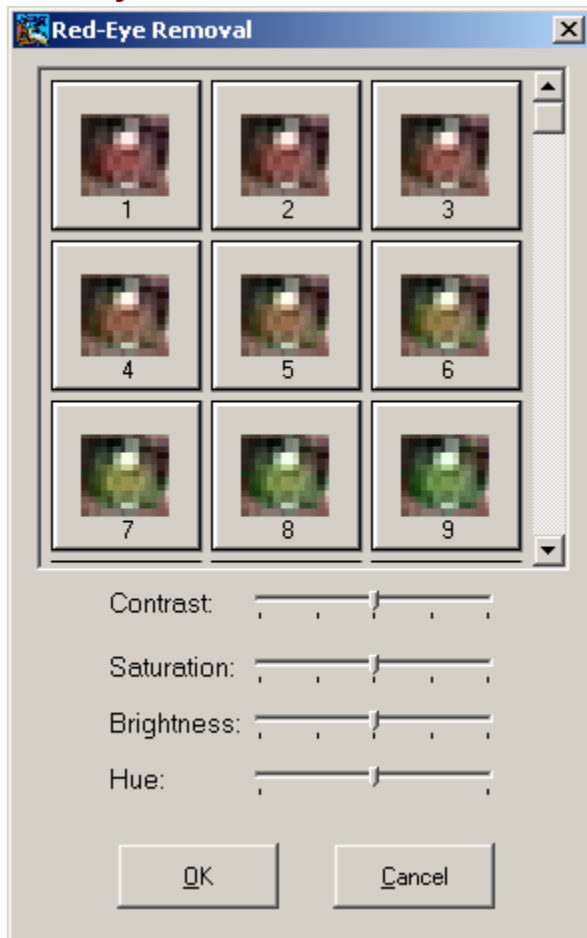 Red-Eye Removal
1 2 3
4 5 6
7 8 9
Contrast:
Saturation:
Brightness:
Hue:
OK Cancel